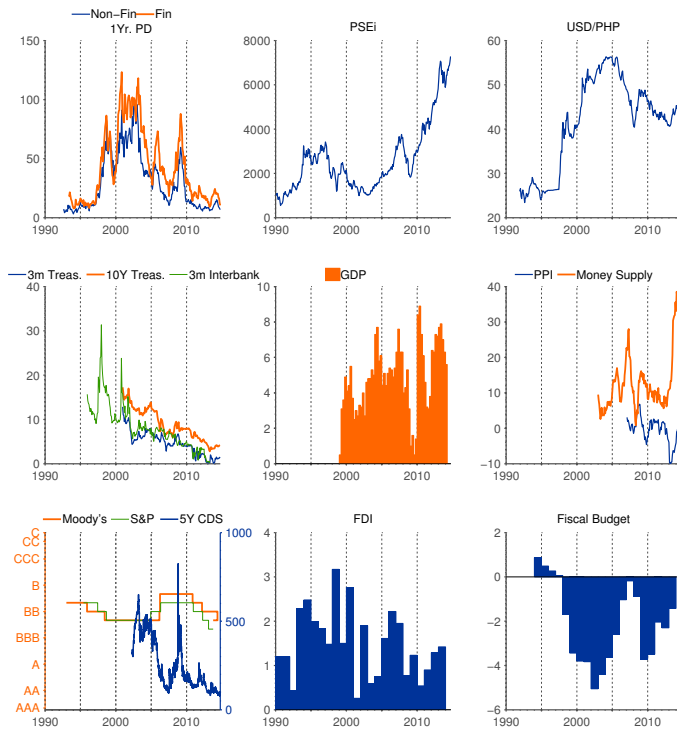 Non−Fin Fin
1Yr. PD
150
100
50
0
1990 2000 2010
PSEi
8000
6000
4000
2000
0
1990 2000 2010
USD/PHP
60
50
40
30
20
1990 2000 2010
3m Treas. 10Y Treas. 3m Interbank
40
30
20
10
0
1990 2000 2010
GDP
10
8
6
4
2
0
1990 2000 2010
PPI Money Supply
40
30
20
10
0
−10
1990 2000 2010
Moody's S&P 5Y CDS
C
CC
CCC
B
BB
BBB
A
AA
AAA
1000
500
0
1990 2000 2010
FDI
4
3
2
1
0
1990 2000 2010
Fiscal Budget
2
0
−2
−4
−6
1990 2000 2010